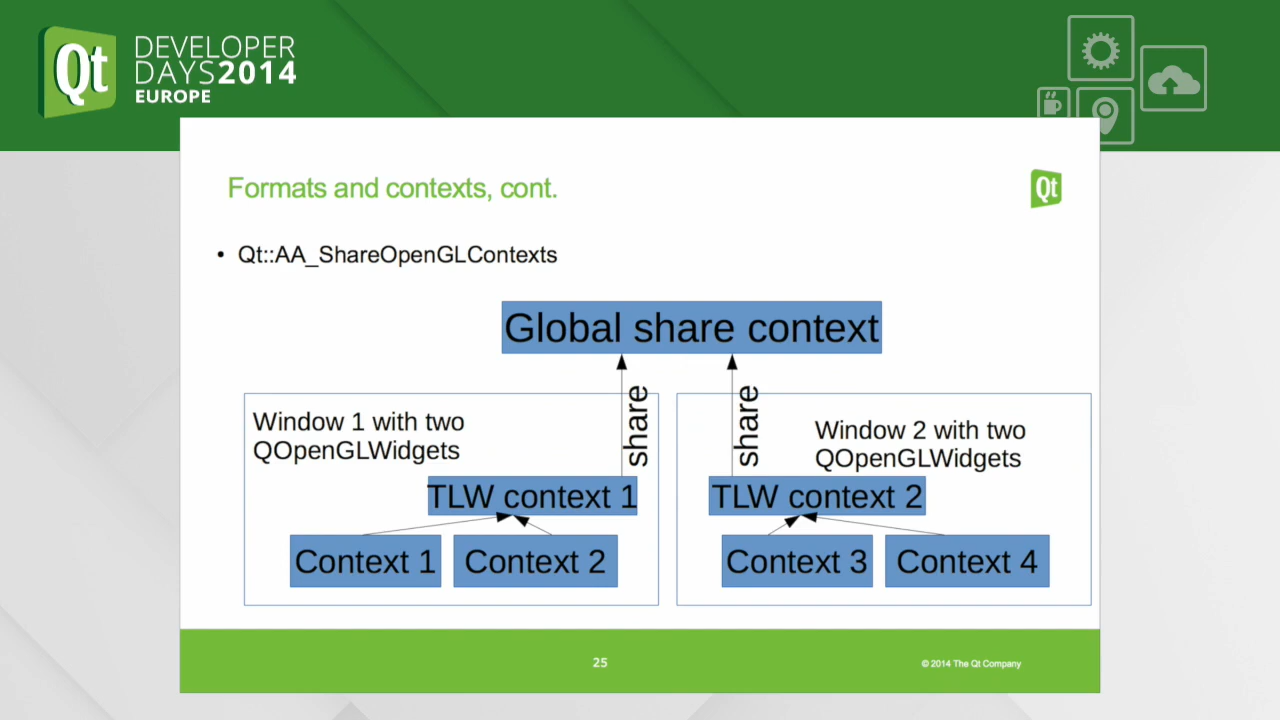 Qt
DEVELOPER
DAYS2014
EUROPE
Formats and contexts, cont.
Qt
• Qt::AA_ShareOpenGLContexts
Global share context
share
share
Window 1 with two
QOpenGLWidgets
Window 2 with two
QOpenGLWidgets
TLW context 1
TLW context 2
Context 1
Context 2
Context 3
Context 4
25
© 2014 The Qt Company